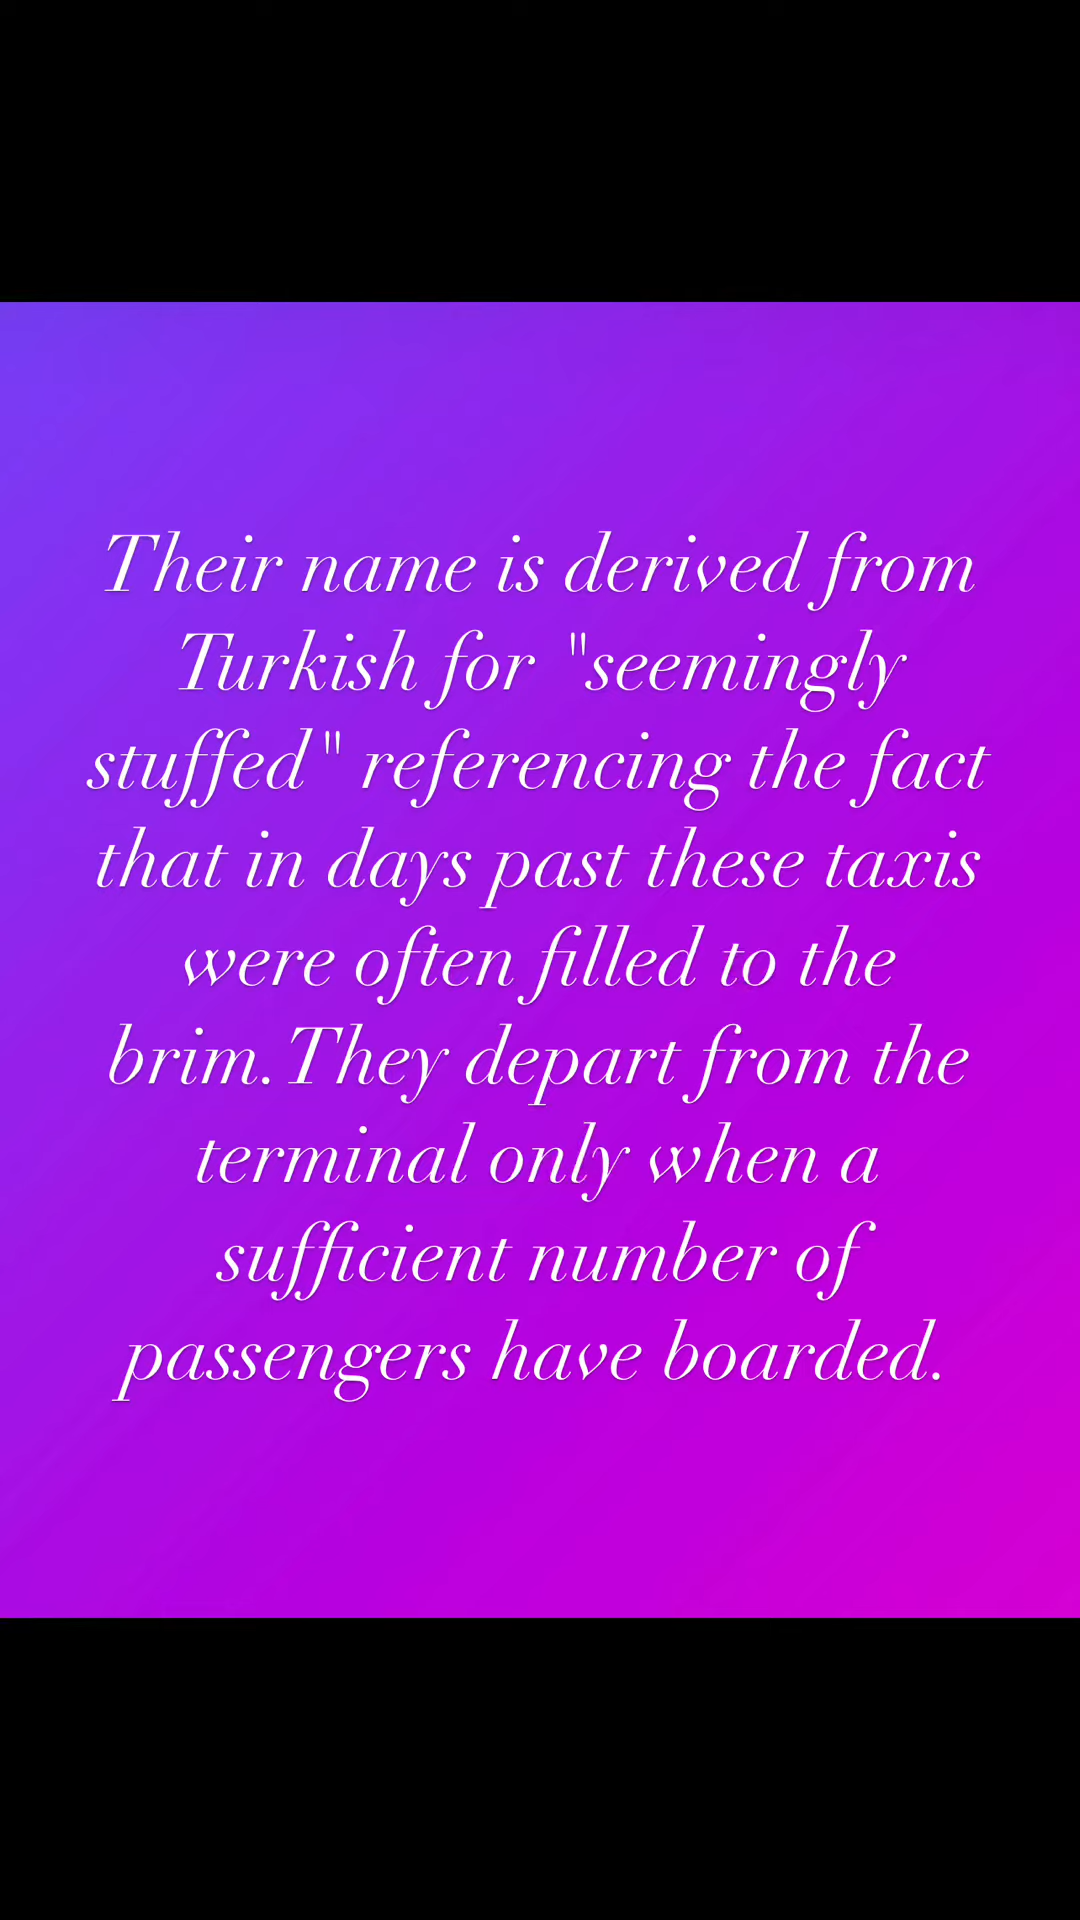 Their name is derived from
Turkish for "seemingly
stuffed" referencing the fact
that in days past these taxis
were often filled to the
brim. They depart from the
terminal only when a
sufficient number of
passengers have boarded.